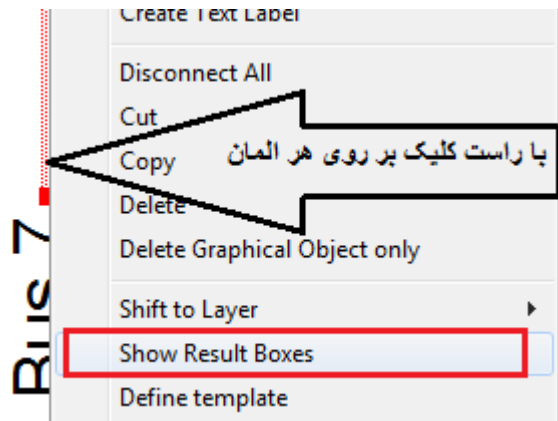 Create Text Label
Disconnect All
Cut
با راست کلیک بر روی هر المان
Copy
Delete
Delete Graphical Object only
Shift to Layer
Show Result Boxes
Define template
Bus 7